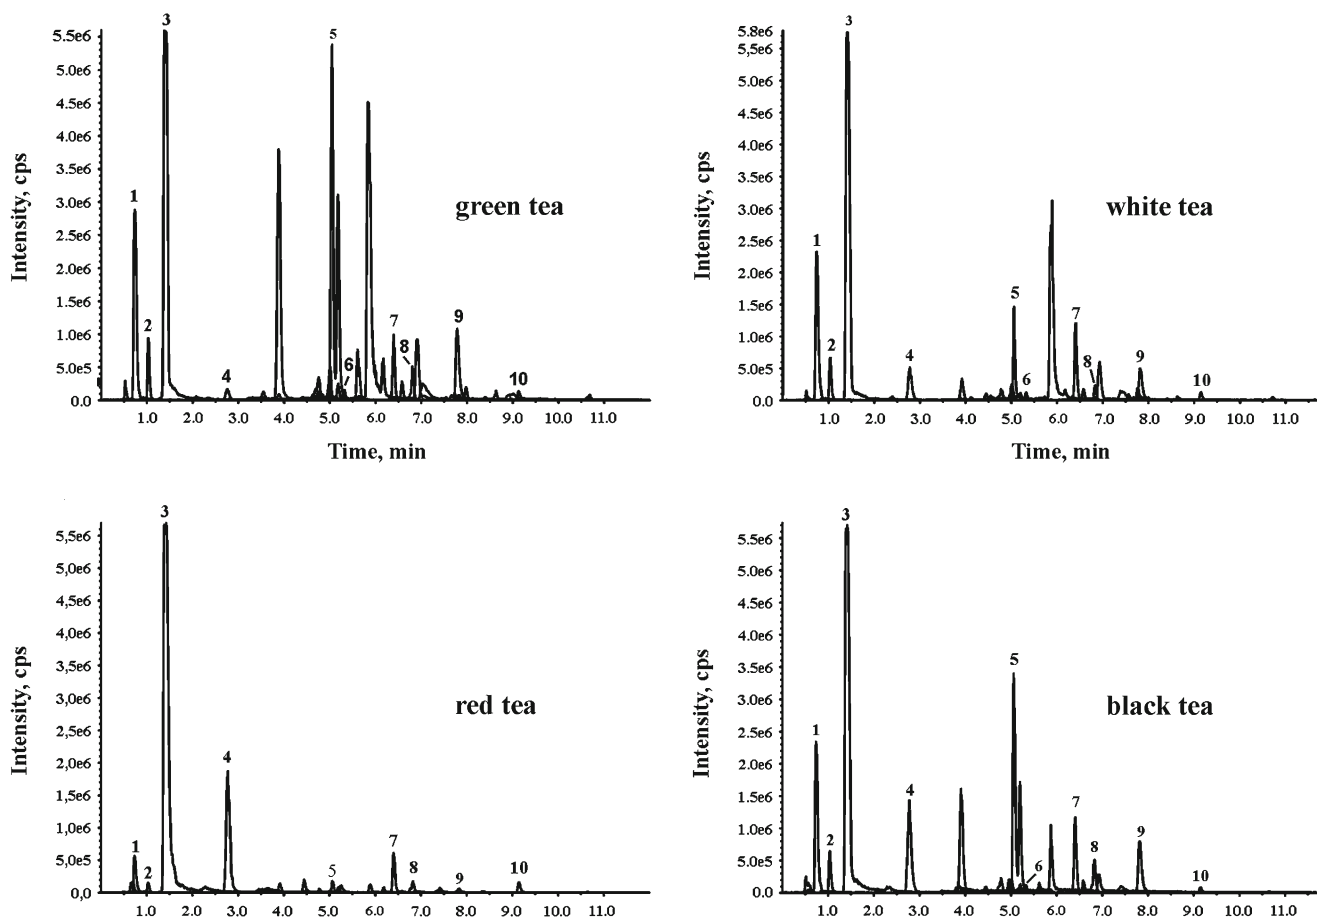 3
5.5e6
5
5.0e6
4.5e6
4.0e6
3.5e6
1
3.0e6
green tea
2.5e6
2.0e6
1.5e6
2
7
9
1.0e6
8
6
5.0e5
4
10
0.0
1.0 2.0 3.0 4.0 5.0 6.0 7.0 8.0 9.0 10.0 11.0
Time, min
Intensity, cps
3
5.8e6
5,5e6
5.0e6
4.5e6
4.0e6
3.5e6
3.0e6
white tea
1
2.5e6
2.0e6
5
1.5e6
7
1.0e6
2
4
8
9
5.0e5
6
10
0.0
1.0 2.0 3.0 4.0 5.0 6.0 7.0 8.0 9.0 10.0 11.0
Time, min
Intensity, cps
3
5,5e6
5,0e6
4,5e6
4,0e6
3,5e6
3,0e6
red tea
2,5e6
4
2,0e6
1,5e6
1,0e6
1
7
5,0e5
2
5
8
9
10
0,0
1.0 2.0 3.0 4.0 5.0 6.0 7.0 8.0 9.0 10.0 11.0
Intensity, cps
3
5.5e6
5.0e6
4.5e6
4.0e6
5
3.5e6
3.0e6
black tea
1
2.5e6
2.0e6
4
7
1.5e6
1.0e6
2
8
9
6
5.0e5
10
0.0
1.0 2.0 3.0 4.0 5.0 6.0 7.0 8.0 9.0 10.0 11.0
Intensity, cps